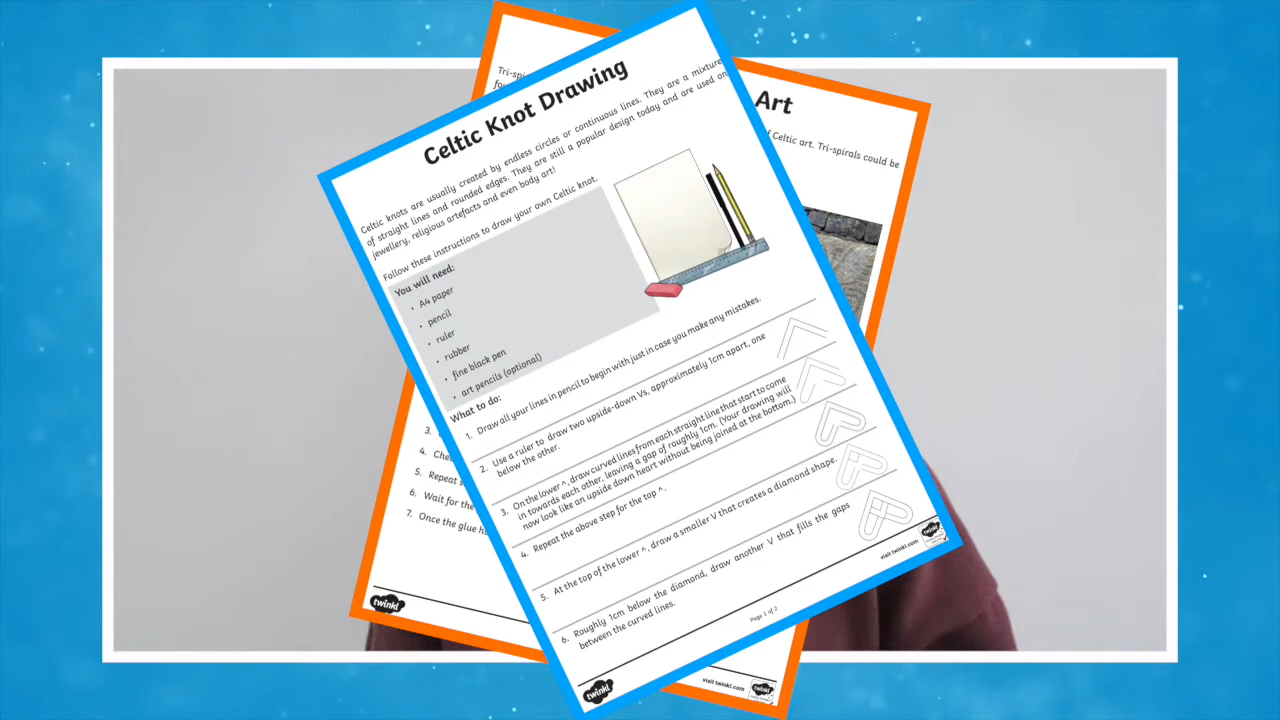 Celtic Knot Drawing
Celtic knots are usually created by endless circles or continuous lines. They are a mixture
of straight lines and rounded edges. They are still a popular design today and are used on
jewellery, religious artefacts and even body art!
Follow these instructions to draw your own Celtic knot.
You will need:
• A4 paper
• pencil
• ruler
• rubber
• fine black pen
• art pencils (optional)
What to do:
1. Draw all your lines in pencil to begin with just in case you make any mistakes.
2. Use a ruler to draw two upside-down Vs, approximately 1cm apart, one
below the other.
3. On the lower ^, draw curved lines from each straight line that start to come
in towards each other, leaving a gap of roughly 1cm. (Your drawing will
now look like an upside down heart without being joined at the bottom.)
4. Repeat the above step for the top ^.
5. At the top of the lower ^, draw a smaller V that creates a diamond shape.
6. Roughly 1cm below the diamond, draw another V that fills the gaps
between the curved lines.
twinkl
Page 1 of 2
visit twinkl.com
twinkl
Tri-spi
Art
of Celtic art. Tri-spirals could be
3.
4. Che
5. Repeat s
6. Wait for the
7. Once the glue h
twinkl
visit twinkl.com
twinkl